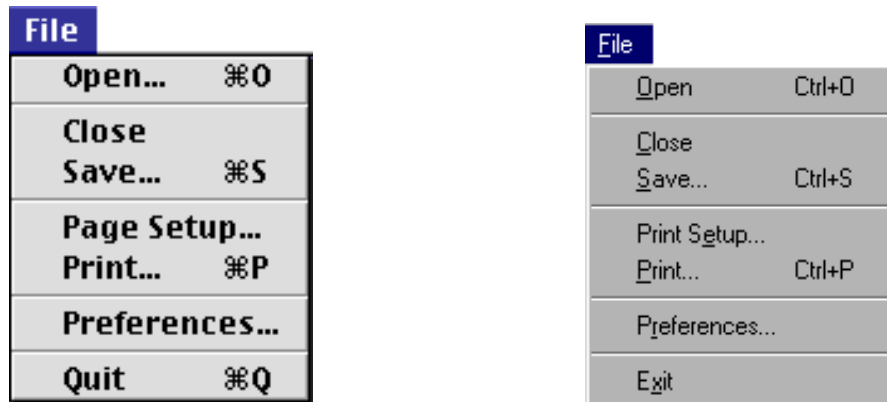 File
Open... ⌘O
Close
Save... ⌘S
Page Setup...
Print... ⌘P
Preferences...
Quit ⌘Q
File
Open Ctrl+O
Close
Save... Ctrl+S
Print Setup...
Print... Ctrl+P
Preferences...
Exit